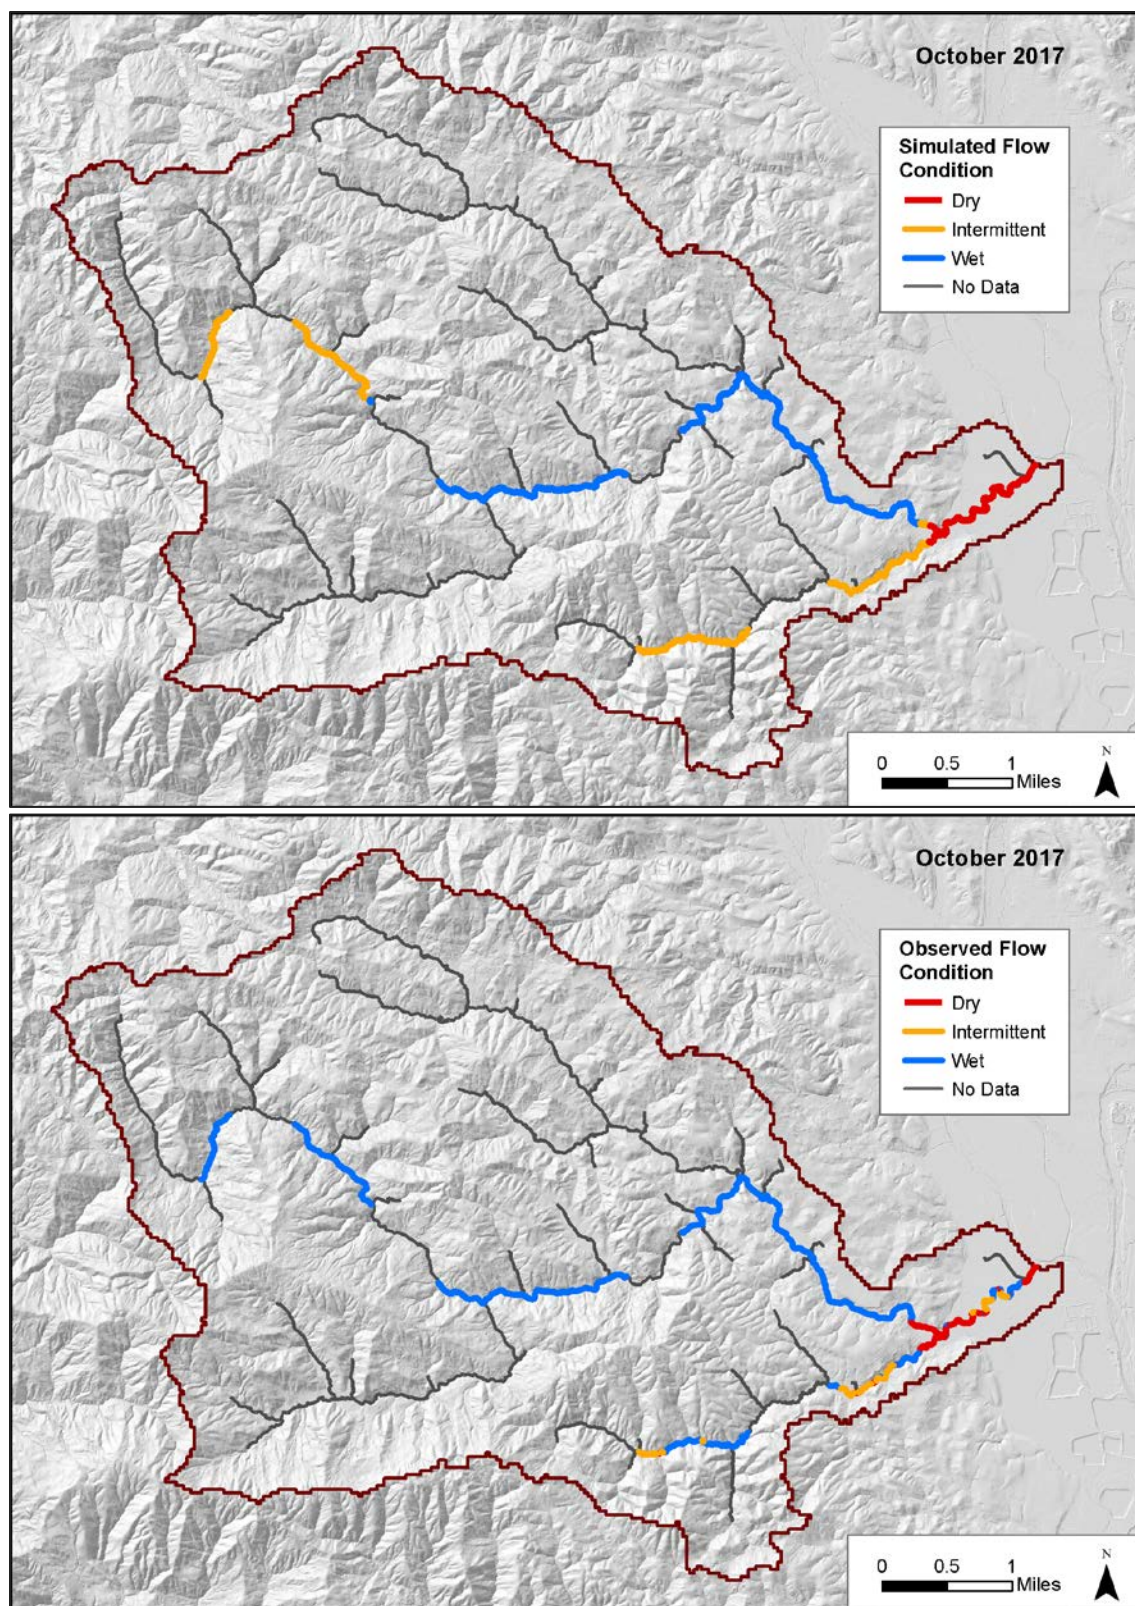 October 2017
Simulated Flow
Condition
Dry
Intermittent
Wet
No Data
N
0 0.5 1
Miles
October 2017
Observed Flow
Condition
Dry
Intermittent
Wet
No Data
N
0 0.5 1
Miles